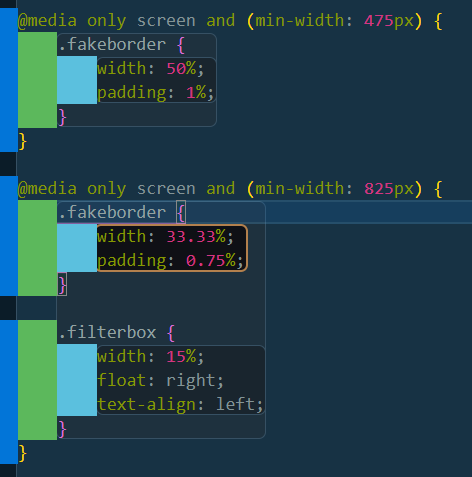 @media only screen and (min-width: 475px) {
.fakeborder {
width: 50%;
padding: 1%;
}
}
@media only screen and (min-width: 825px) {
.fakeborder {
width: 33.33%;
padding: 0.75%;
}
.filterbox {
width: 15%;
float: right;
text-align: left;
}
}